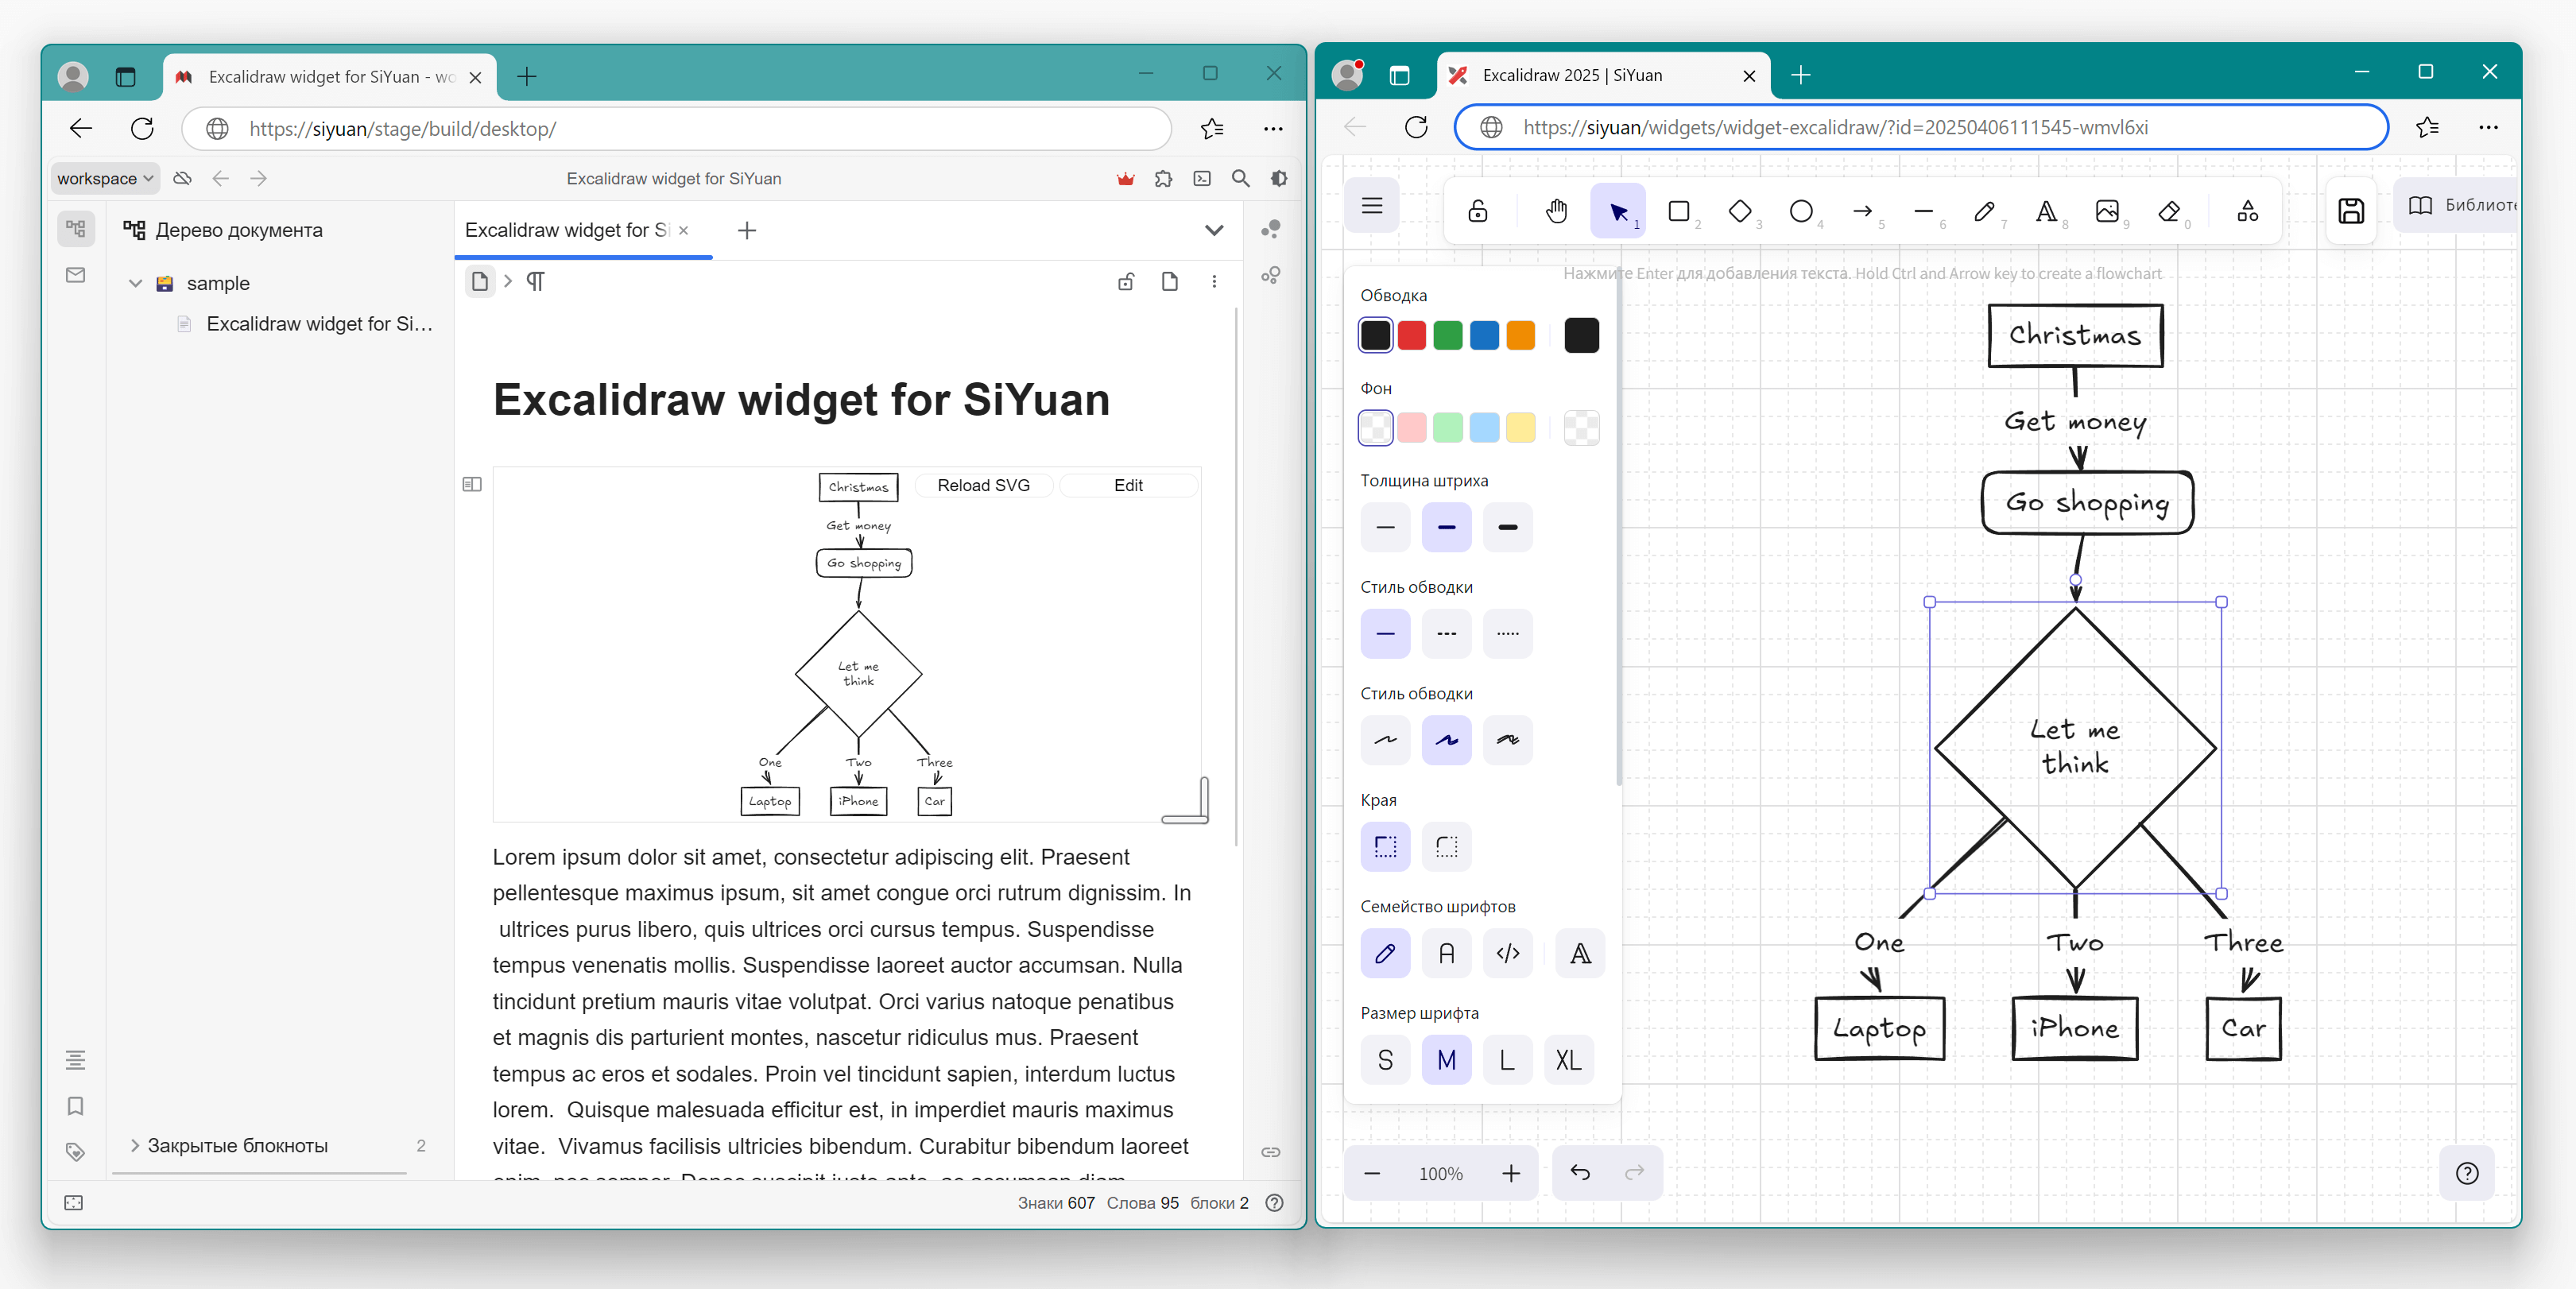 Excalidraw widget for SiYuan - wo
https://siyuan/stage/build/desktop/
workspace
Excalidraw widget for SiYuan
Дерево документа
sample
Excalidraw widget for Si...
Закрытые блокноты 2
Excalidraw widget for Si
Excalidraw widget for SiYuan
Reload SVG
Edit
Christmas
Get money
Go shopping
Let me
think
One Two Three
Laptop iPhone Car
Lorem ipsum dolor sit amet, consectetur adipiscing elit. Praesent
pellentesque maximus ipsum, sit amet congue orci rutrum dignissim. In
ultrices purus libero, quis ultrices orci cursus tempus. Suspendisse
tempus venenatis mollis. Suspendisse laoreet auctor accumsan. Nulla
tincidunt pretium mauris vitae volutpat. Orci varius natoque penatibus
et magnis dis parturient montes, nascetur ridiculus mus. Praesent
tempus ac eros et sodales. Proin vel tincidunt sapien, interdum luctus
lorem.  Quisque malesuada efficitur est, in imperdiet mauris maximus
vitae.  Vivamus facilisis ultricies bibendum. Curabitur bibendum laoreet
Знаки 607 Слова 95 блоки 2
Excalidraw 2025 | SiYuan
https://siyuan/widgets/widget-excalidraw/?id=20250406111545-wmvl6xi
1 2 3 4 5 6 7 8 9 0
Библиоте
Нажмите Enter для добавления текста. Hold Ctrl and Arrow key to create a flowchart
Обводка
Фон
Толщина штриха
Стиль обводки
Стиль обводки
Края
Семейство шрифтов
Размер шрифта
S M L XL
100%
Christmas
Get money
Go shopping
Let me
think
One Two Three
Laptop iPhone Car